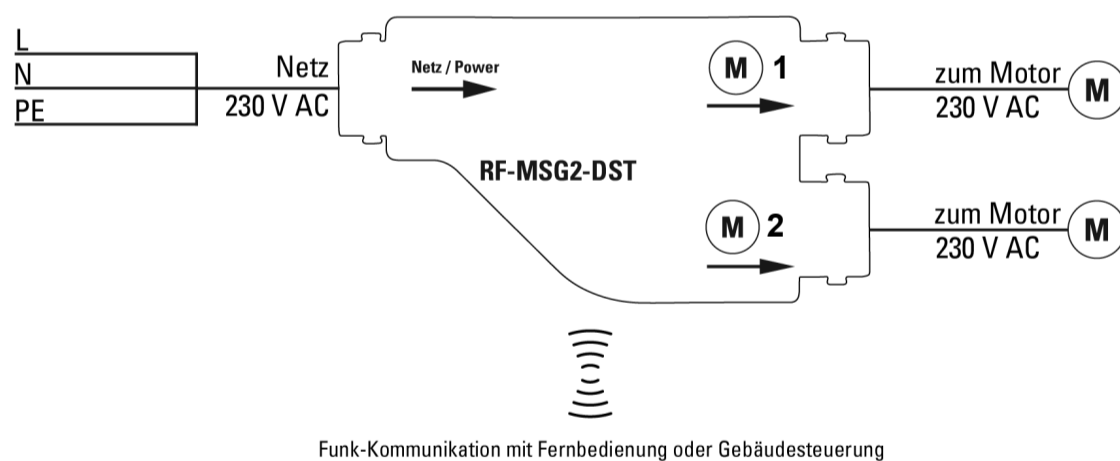 L
N
PE
Netz
230 V AC
Netz / Power
RF-MSG2-DST
M 1
zum Motor
230 V AC
M
M 2
zum Motor
230 V AC
M
Funk-Kommunikation mit Fernbedienung oder Gebäudesteuerung